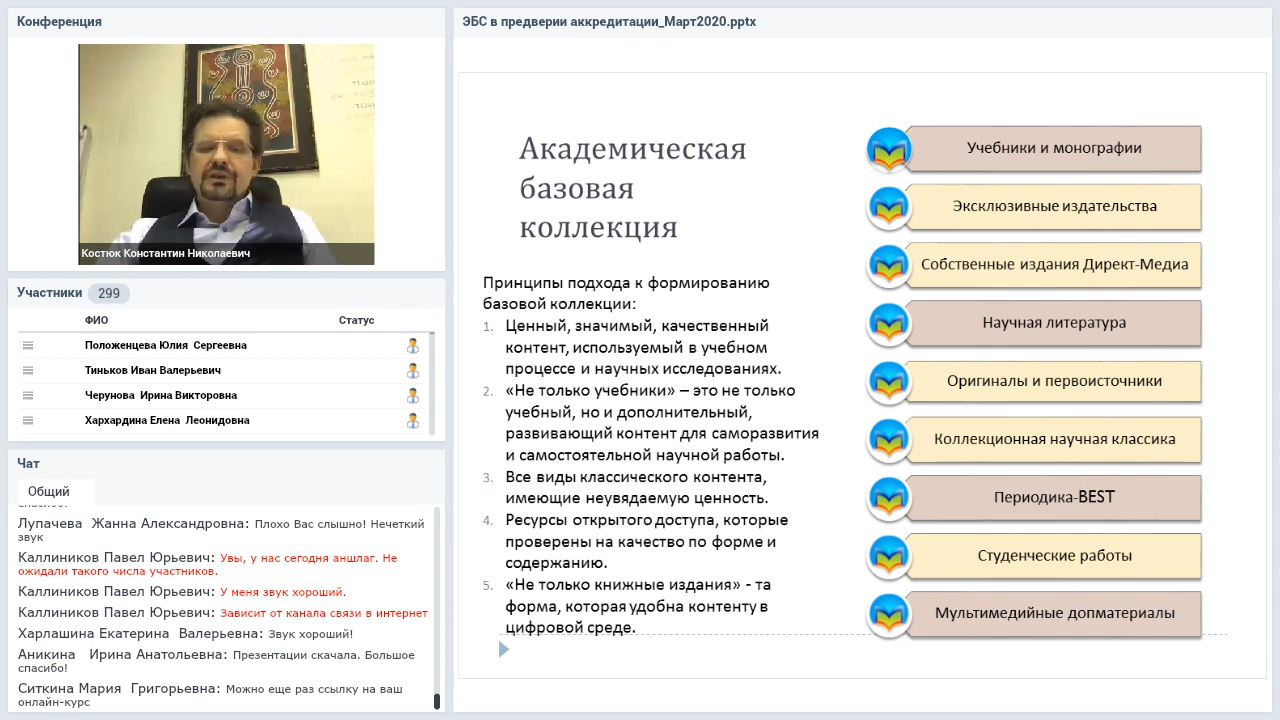 Конференция
Костюк Константин Николаевич
Участники 299
ФИО Статус
Положенцева Юлия Сергеевна
Тиньков Иван Валерьевич
Черунова Ирина Викторовна
Хархардина Елена Леонидовна
Чат
Общий
спасибо!
Лупачева Жанна Александровна: Плохо Вас слышно! Нечеткий
звук
Каллиников Павел Юрьевич: Увы, у нас сегодня аншлаг. Не
ожидали такого числа участников.
Каллиников Павел Юрьевич: У меня звук хороший.
Каллиников Павел Юрьевич: Зависит от канала связи в интернет
Харлашина Екатерина Валерьевна: Звук хороший!
Аникина Ирина Анатольевна: Презентации скачала. Большое
спасибо!
Ситкина Мария Григорьевна: Можно еще раз ссылку на ваш
онлайн-курс
ЭБС в предверии аккредитации_Март2020.pptx
Академическая
базовая
коллекция
Принципы подхода к формированию
базовой коллекции:
1. Ценный, значимый, качественный
контент, используемый в учебном
процессе и научных исследованиях.
2. «Не только учебники» – это не только
учебный, но и дополнительный,
развивающий контент для саморазвития
и самостоятельной научной работы.
3. Все виды классического контента,
имеющие неувядаемую ценность.
4. Ресурсы открытого доступа, которые
проверены на качество по форме и
содержанию.
5. «Не только книжные издания» - та
форма, которая удобна контенту в
цифровой среде.
Учебники и монографии
Эксклюзивные издательства
Собственные издания Директ-Медиа
Научная литература
Оригиналы и первоисточники
Коллекционная научная классика
Периодика-BEST
Студенческие работы
Мультимедийные допматериалы